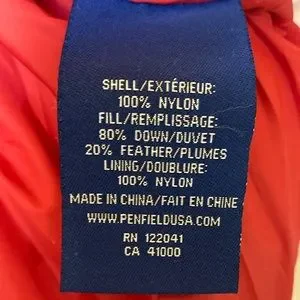 SHELL/EXTÉRIEUR:
100% NYLON
FILL/REMPLISSAGE:
80% DOWN/DUVET
20% FEATHER/PLUMES
LINING/DOUBLURE:
100% NYLON
MADE IN CHINA/FAIT EN CHINE
WWW.PENFIELDUSA.COM
RN 122041
CA 41000